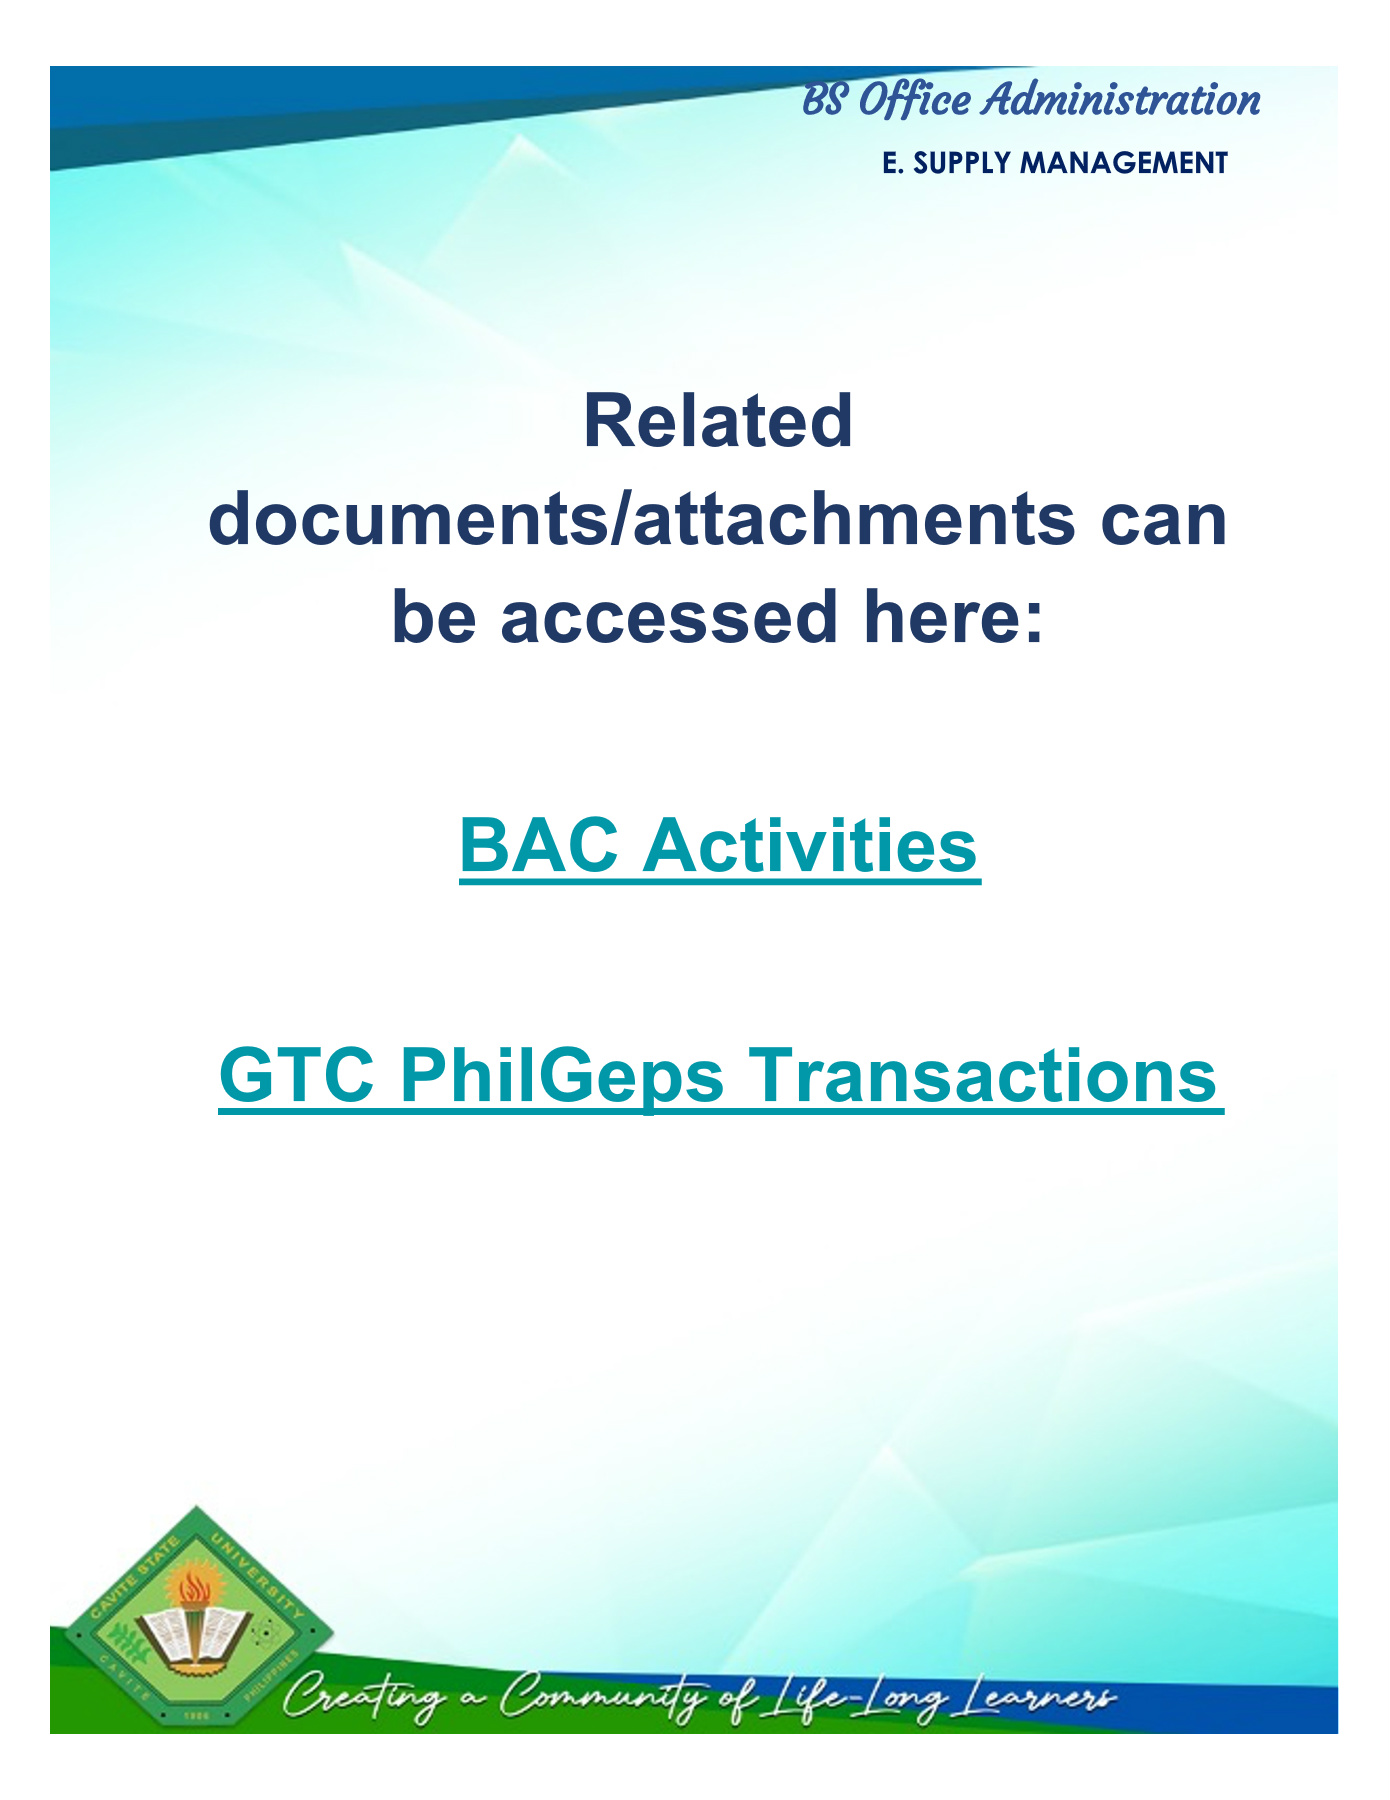 BS Office Administration
E. SUPPLY MANAGEMENT
Related
documents/attachments can
be accessed here:
BAC Activities
GTC PhilGeps Transactions
CAVITE STATE UNIVERSITY
CAVITE PHILIPPINES
1906
Creating a Community of Life-Long Learners